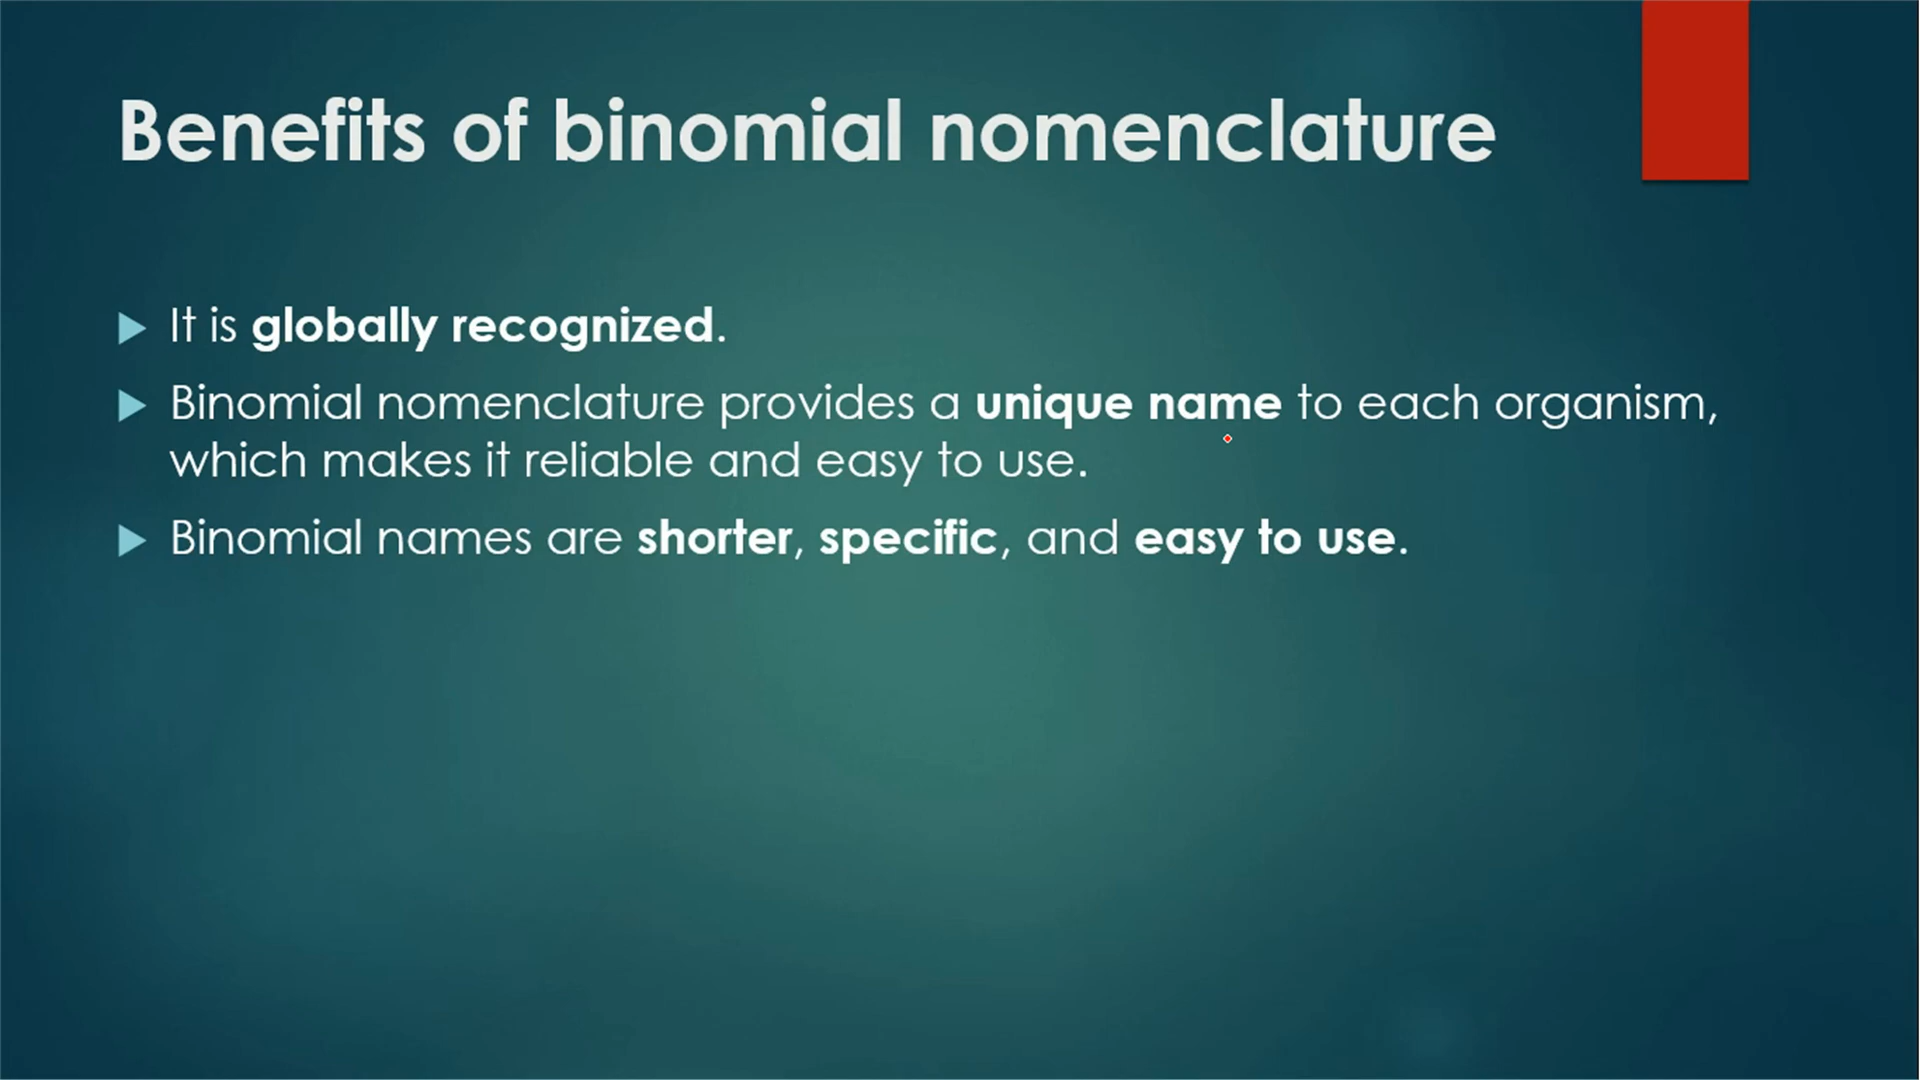 Benefits of binomial nomenclature
It is globally recognized.
Binomial nomenclature provides a unique name to each organism,
which makes it reliable and easy to use.
Binomial names are shorter, specific, and easy to use.